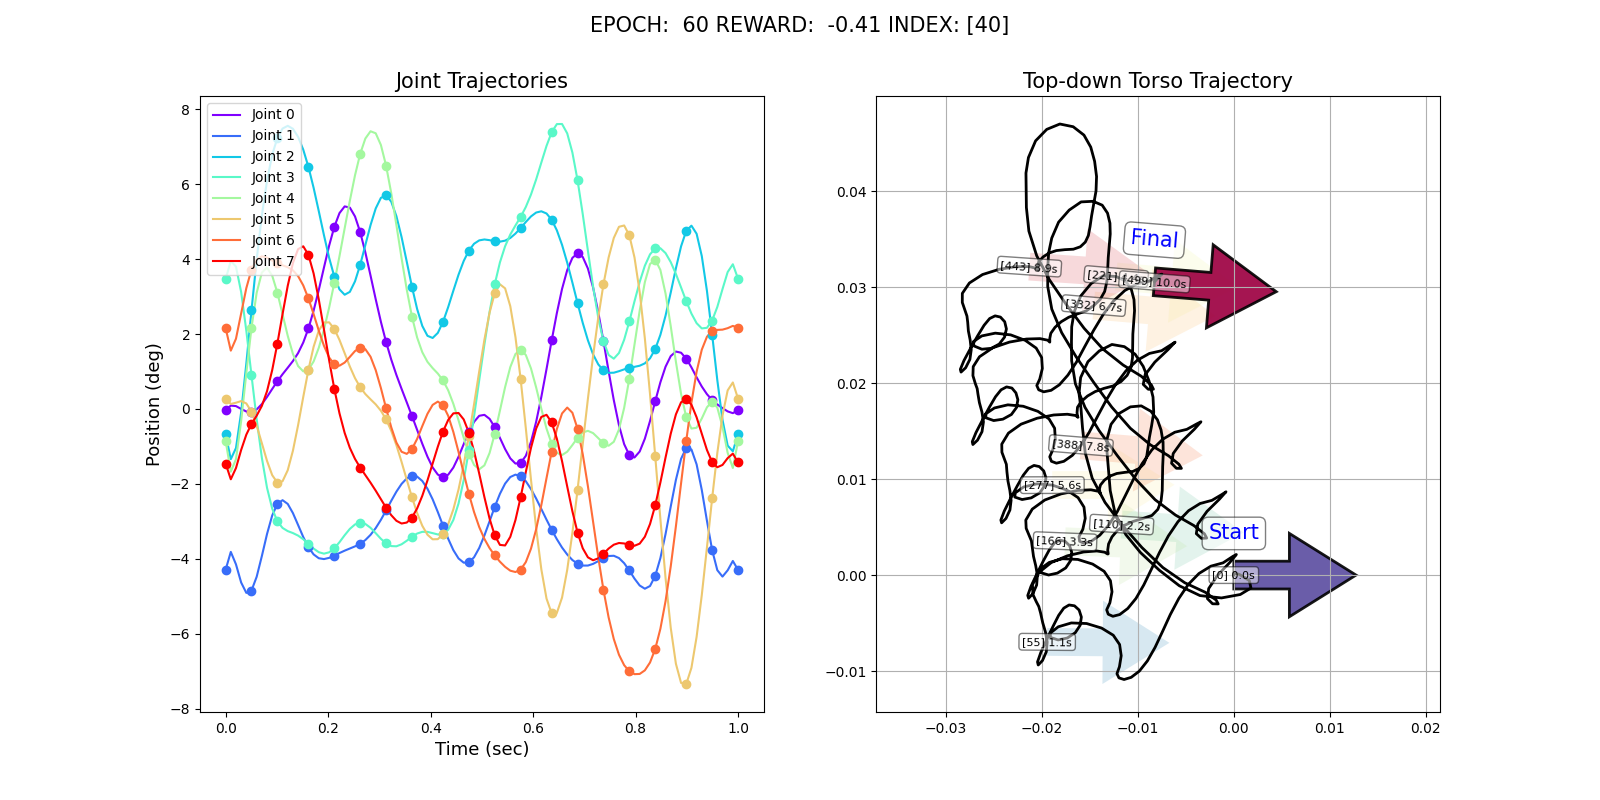 EPOCH:  60 REWARD:  -0.41 INDEX: [40]
Joint Trajectories
Joint 0
Joint 1
Joint 2
Joint 3
Joint 4
Joint 5
Joint 6
Joint 7
8
6
4
2
0
−2
−4
−6
−8
Position (deg)
0.0
0.2
0.4
0.6
0.8
1.0
Time (sec)
Top-down Torso Trajectory
0.04
0.03
0.02
0.01
0.00
−0.01
Final
[443] 8.9s
[221]
[499] 10.0s
[332] 6.7s
[388] 7.8s
[277] 5.6s
[110] 2.2s
Start
[166] 3.3s
[0] 0.0s
[55] 1.1s
−0.03
−0.02
−0.01
0.00
0.01
0.02